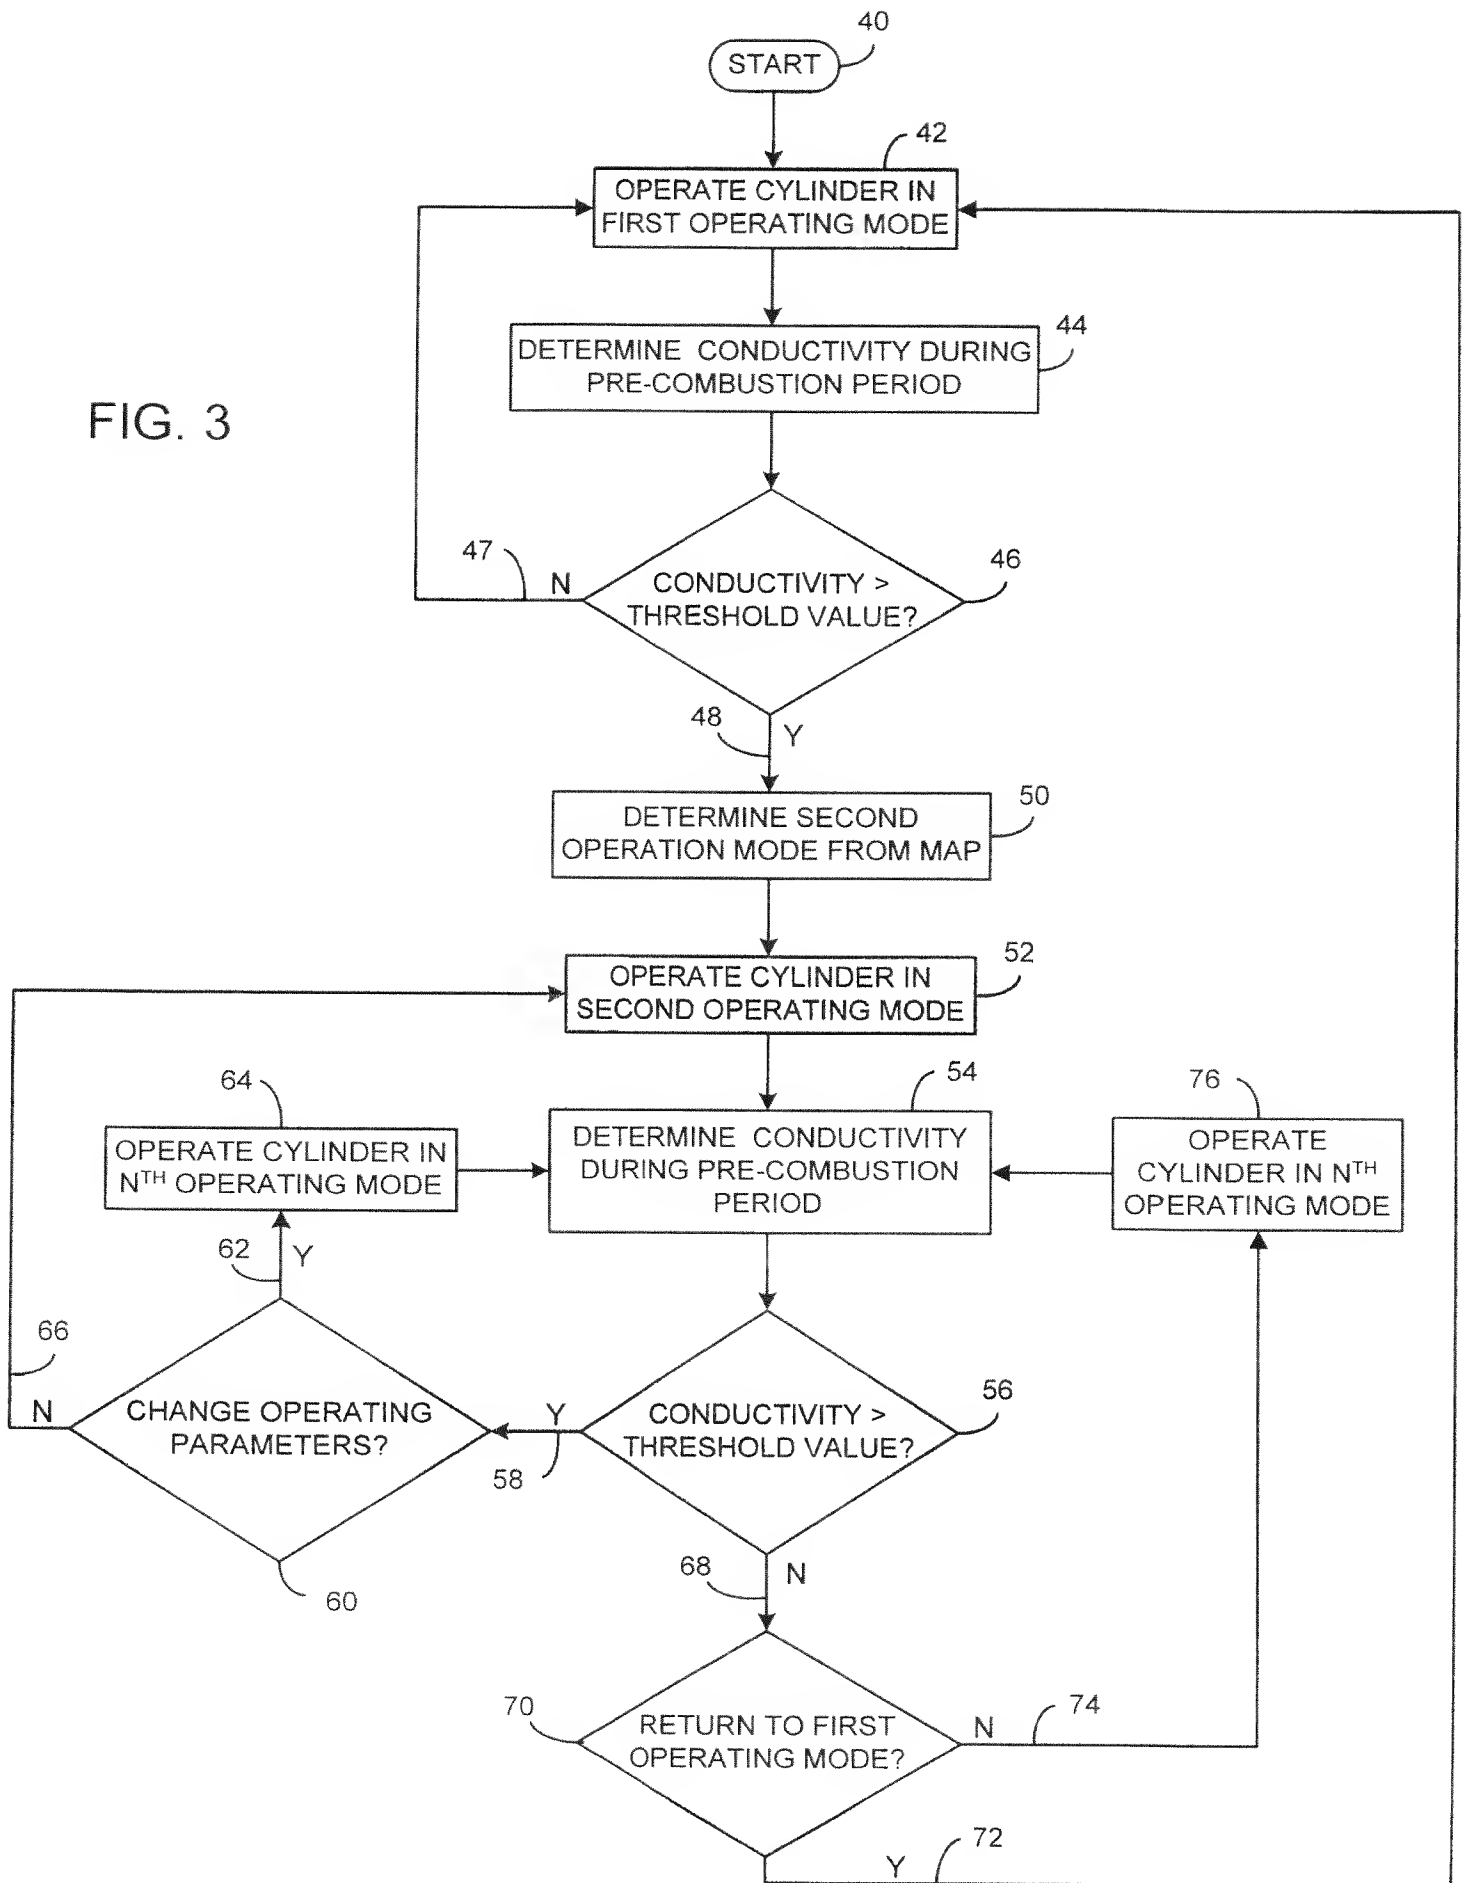 40
START
42
OPERATE CYLINDER IN
FIRST OPERATING MODE
44
DETERMINE CONDUCTIVITY DURING
PRE-COMBUSTION PERIOD
FIG. 3
47
N
46
CONDUCTIVITY >
THRESHOLD VALUE?
48
Y
50
DETERMINE SECOND
OPERATION MODE FROM MAP
52
OPERATE CYLINDER IN
SECOND OPERATING MODE
64
54
76
OPERATE CYLINDER IN
NTH OPERATING MODE
DETERMINE CONDUCTIVITY
DURING PRE-COMBUSTION
PERIOD
OPERATE
CYLINDER IN NTH
OPERATING MODE
62
Y
66
N
CHANGE OPERATING
PARAMETERS?
Y
58
56
CONDUCTIVITY >
THRESHOLD VALUE?
60
68
N
70
RETURN TO FIRST
OPERATING MODE?
N
74
Y
72